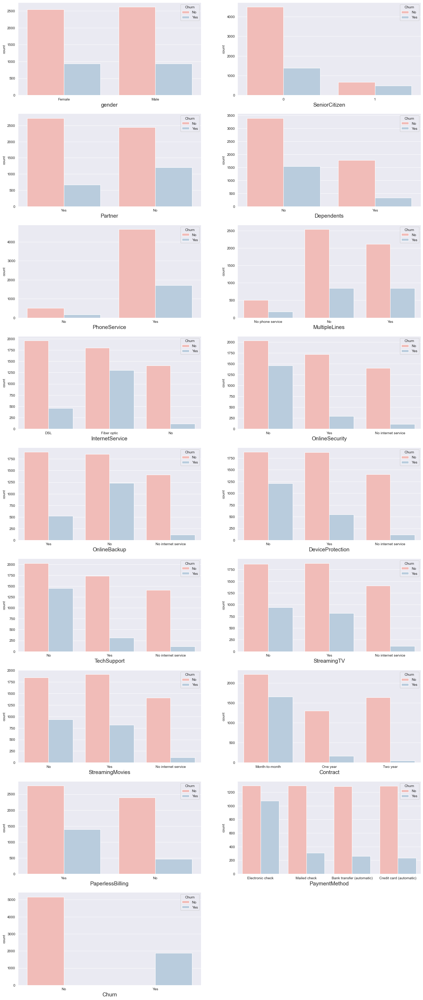 Churn
No
Yes
2500
2000
1500
1000
500
0
count
Female Male
gender
Churn
No
Yes
4000
3000
2000
1000
0
count
0 1
SeniorCitizen
Churn
No
Yes
2500
2000
1500
1000
500
0
count
Yes No
Partner
Churn
No
Yes
3500
3000
2500
2000
1500
1000
500
0
count
No Yes
Dependents
Churn
No
Yes
4000
3000
2000
1000
0
count
No Yes
PhoneService
Churn
No
Yes
2500
2000
1500
1000
500
0
count
No phone service No Yes
MultipleLines
Churn
No
Yes
2000
1750
1500
1250
1000
750
500
250
0
count
DSL Fiber optic No
InternetService
Churn
No
Yes
2000
1750
1500
1250
1000
750
500
250
0
count
No Yes No internet service
OnlineSecurity
Churn
No
Yes
1750
1500
1250
1000
750
500
250
0
count
Yes No No internet service
OnlineBackup
Churn
No
Yes
1750
1500
1250
1000
750
500
250
0
count
No Yes No internet service
DeviceProtection
Churn
No
Yes
2000
1750
1500
1250
1000
750
500
250
0
count
No Yes No internet service
TechSupport
Churn
No
Yes
1750
1500
1250
1000
750
500
250
0
count
No Yes No internet service
StreamingTV
Churn
No
Yes
2000
1750
1500
1250
1000
750
500
250
0
count
No Yes No internet service
StreamingMovies
Churn
No
Yes
2000
1500
1000
500
0
count
Month-to-month One year Two year
Contract
Churn
No
Yes
2500
2000
1500
1000
500
0
count
Yes No
PaperlessBilling
Churn
No
Yes
1200
1000
800
600
400
200
0
count
Electronic check Mailed check Bank transfer (automatic) Credit card (automatic)
PaymentMethod
Churn
No
Yes
5000
4000
3000
2000
1000
0
count
No Yes
Churn